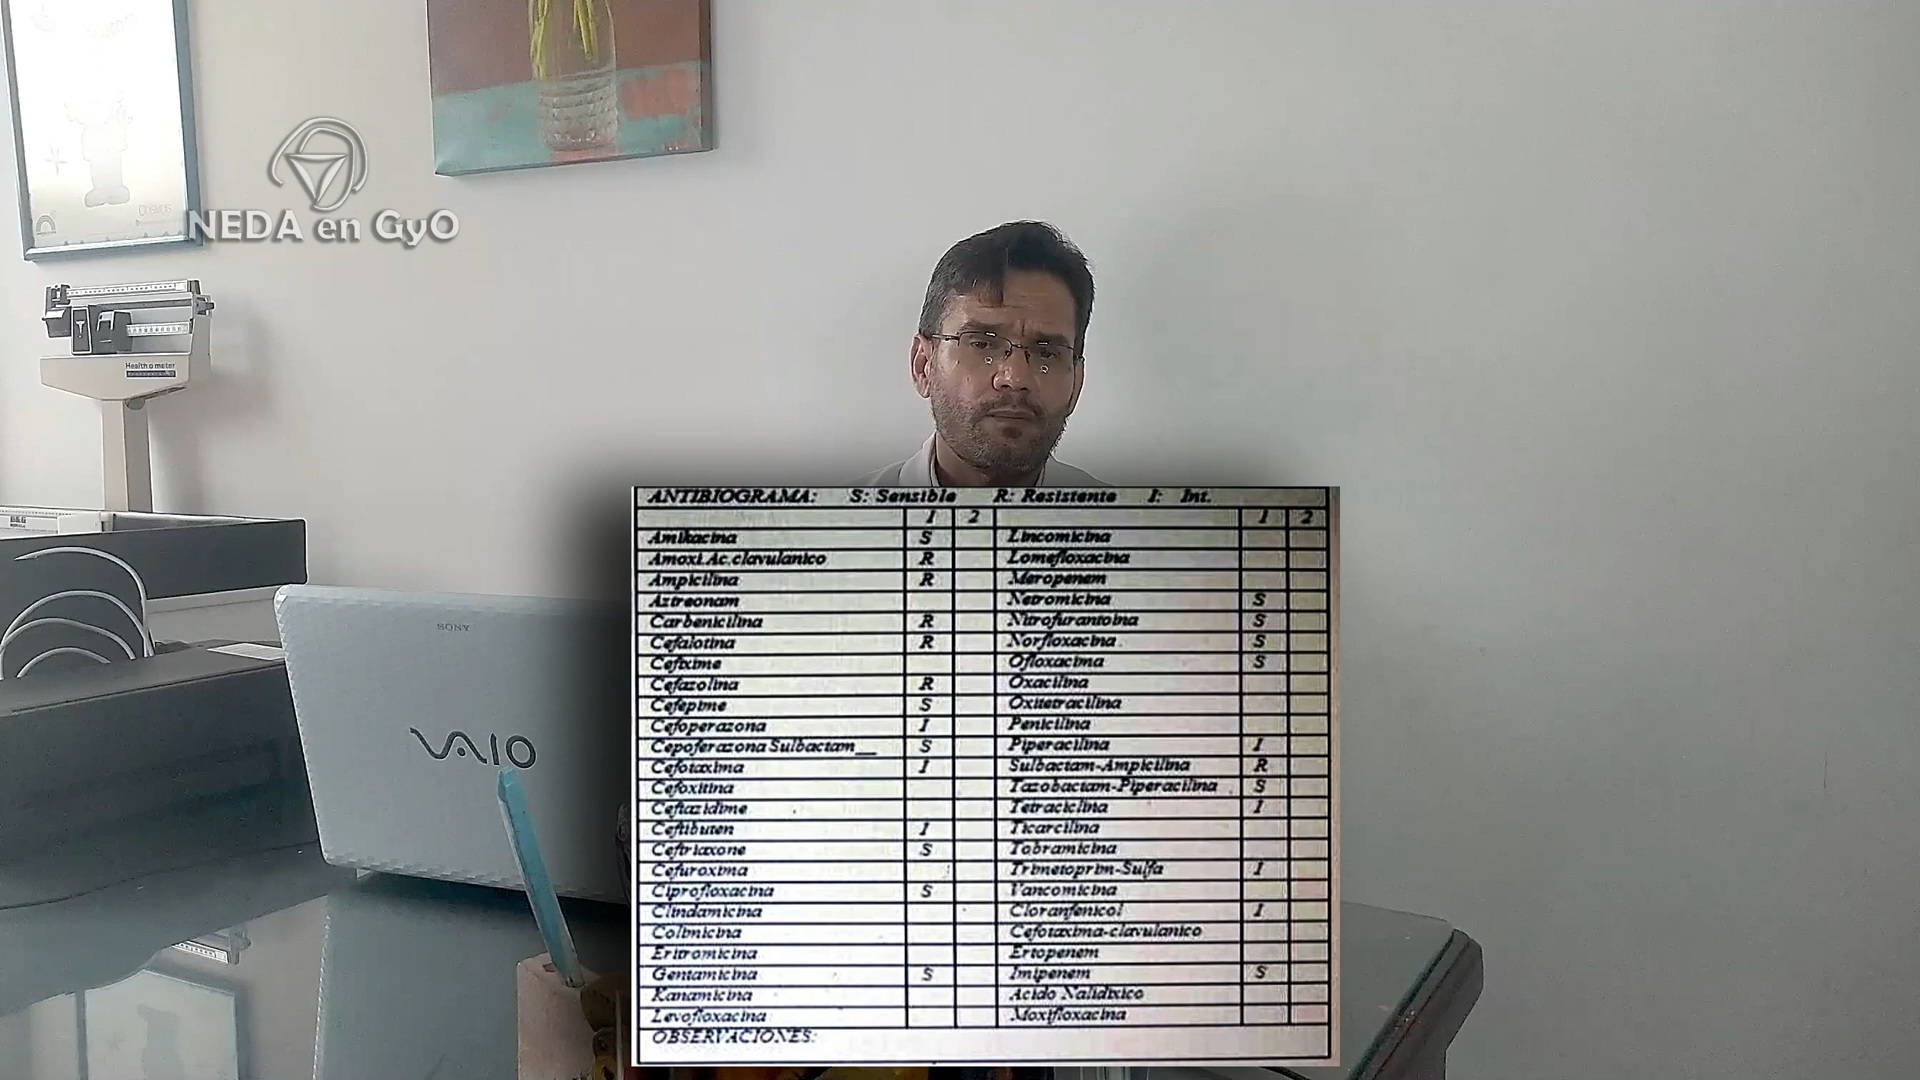 NEDA en GyO
Health o meter
SONY
VAIO
ANTIBIOGRAMA: S: Sensible R: Resistente I: Int.
1 2 1 2
Amikacina S Lincomicina
Amoxi.Ac.clavulanico R Lomefloxacina
Ampicilina R Meropenem
Aztreonam Netromicina S
Carbenicilina R Nitrofurantoina S
Cefalotina R Norfloxacina S
Cefixime Ofloxacima S
Cefazolina R Oxacilina
Cefepime S Oxitetracilina
Cefoperazona I Penicilina
Cepoferazona Sulbactam__ S Piperacilina I
Cefotaxima I Sulbactam-Ampicilina R
Cefoxitina Tazobactam-Piperacilina S
Ceftazidime Tetraciclina I
Ceftibuten I Ticarcilina
Ceftriaxone S Tobramicina
Cefuroxima Trimetoprim-Sulfa I
Ciprofloxacina S Vancomicina
Clindamicina Cloranfenicol I
Colimicina Cefotaxima-clavulanico
Eritromicina Ertopenem
Gentamicina S Imipenem S
Kanamicina Acido Nalidixico
Levofloxacina Moxifloxacina
OBSERVACIONES: